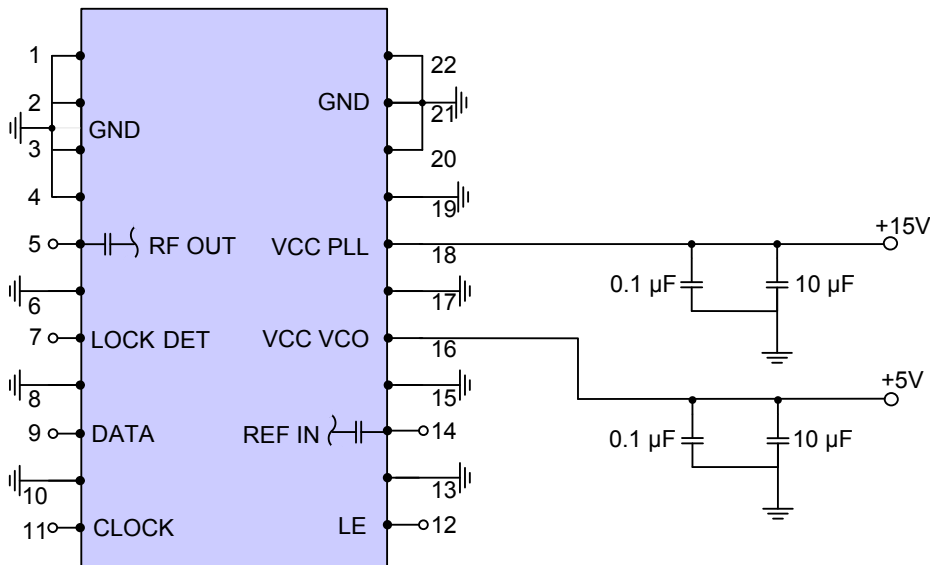 1
2
GND
3
4
5 RF OUT
6
7 LOCK DET
8
9 DATA
10
11 CLOCK
22
GND
21
20
19
VCC PLL 18
17
VCC VCO 16
15
REF IN 14
13
LE 12
+15V
0.1 µF 10 µF
+5V
0.1 µF 10 µF